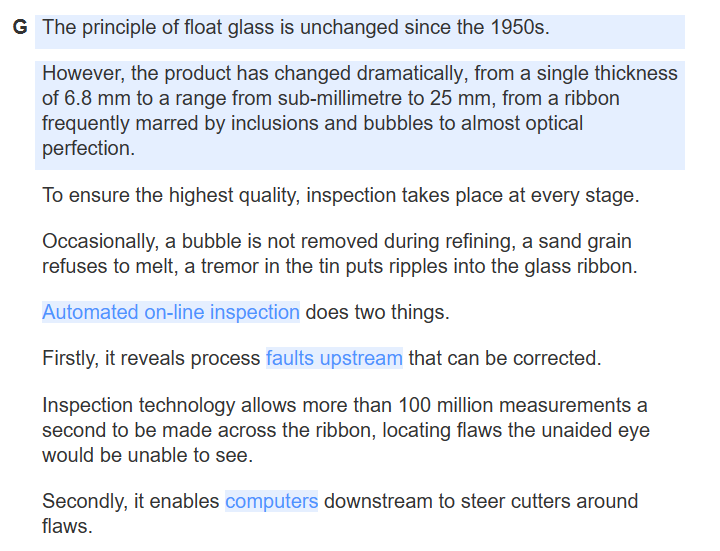 G The principle of float glass is unchanged since the 1950s.
However, the product has changed dramatically, from a single thickness
of 6.8 mm to a range from sub-millimetre to 25 mm, from a ribbon
frequently marred by inclusions and bubbles to almost optical
perfection.
To ensure the highest quality, inspection takes place at every stage.
Occasionally, a bubble is not removed during refining, a sand grain
refuses to melt, a tremor in the tin puts ripples into the glass ribbon.
Automated on-line inspection does two things.
Firstly, it reveals process faults upstream that can be corrected.
Inspection technology allows more than 100 million measurements a
second to be made across the ribbon, locating flaws the unaided eye
would be unable to see.
Secondly, it enables computers downstream to steer cutters around
flaws.